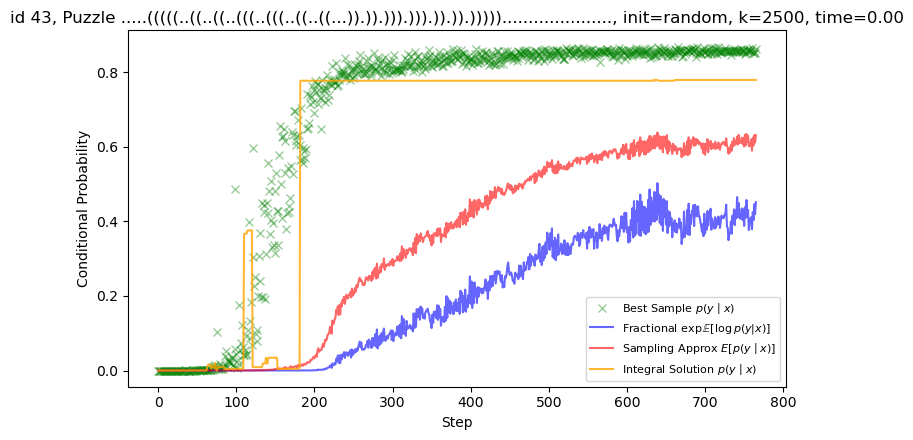 id 43, Puzzle .....(((((..((..((..(((..(((..((..((...)).)).))).))).)).)).)))))....................., init=random, k=2500, time=0.00
Conditional Probability
0.8
0.6
0.4
0.2
0.0
Best Sample p(y | x)
Fractional exp𝔼[log p(y|x)]
Sampling Approx E[p(y | x)]
Integral Solution p(y | x)
0 100 200 300 400 500 600 700 800
Step